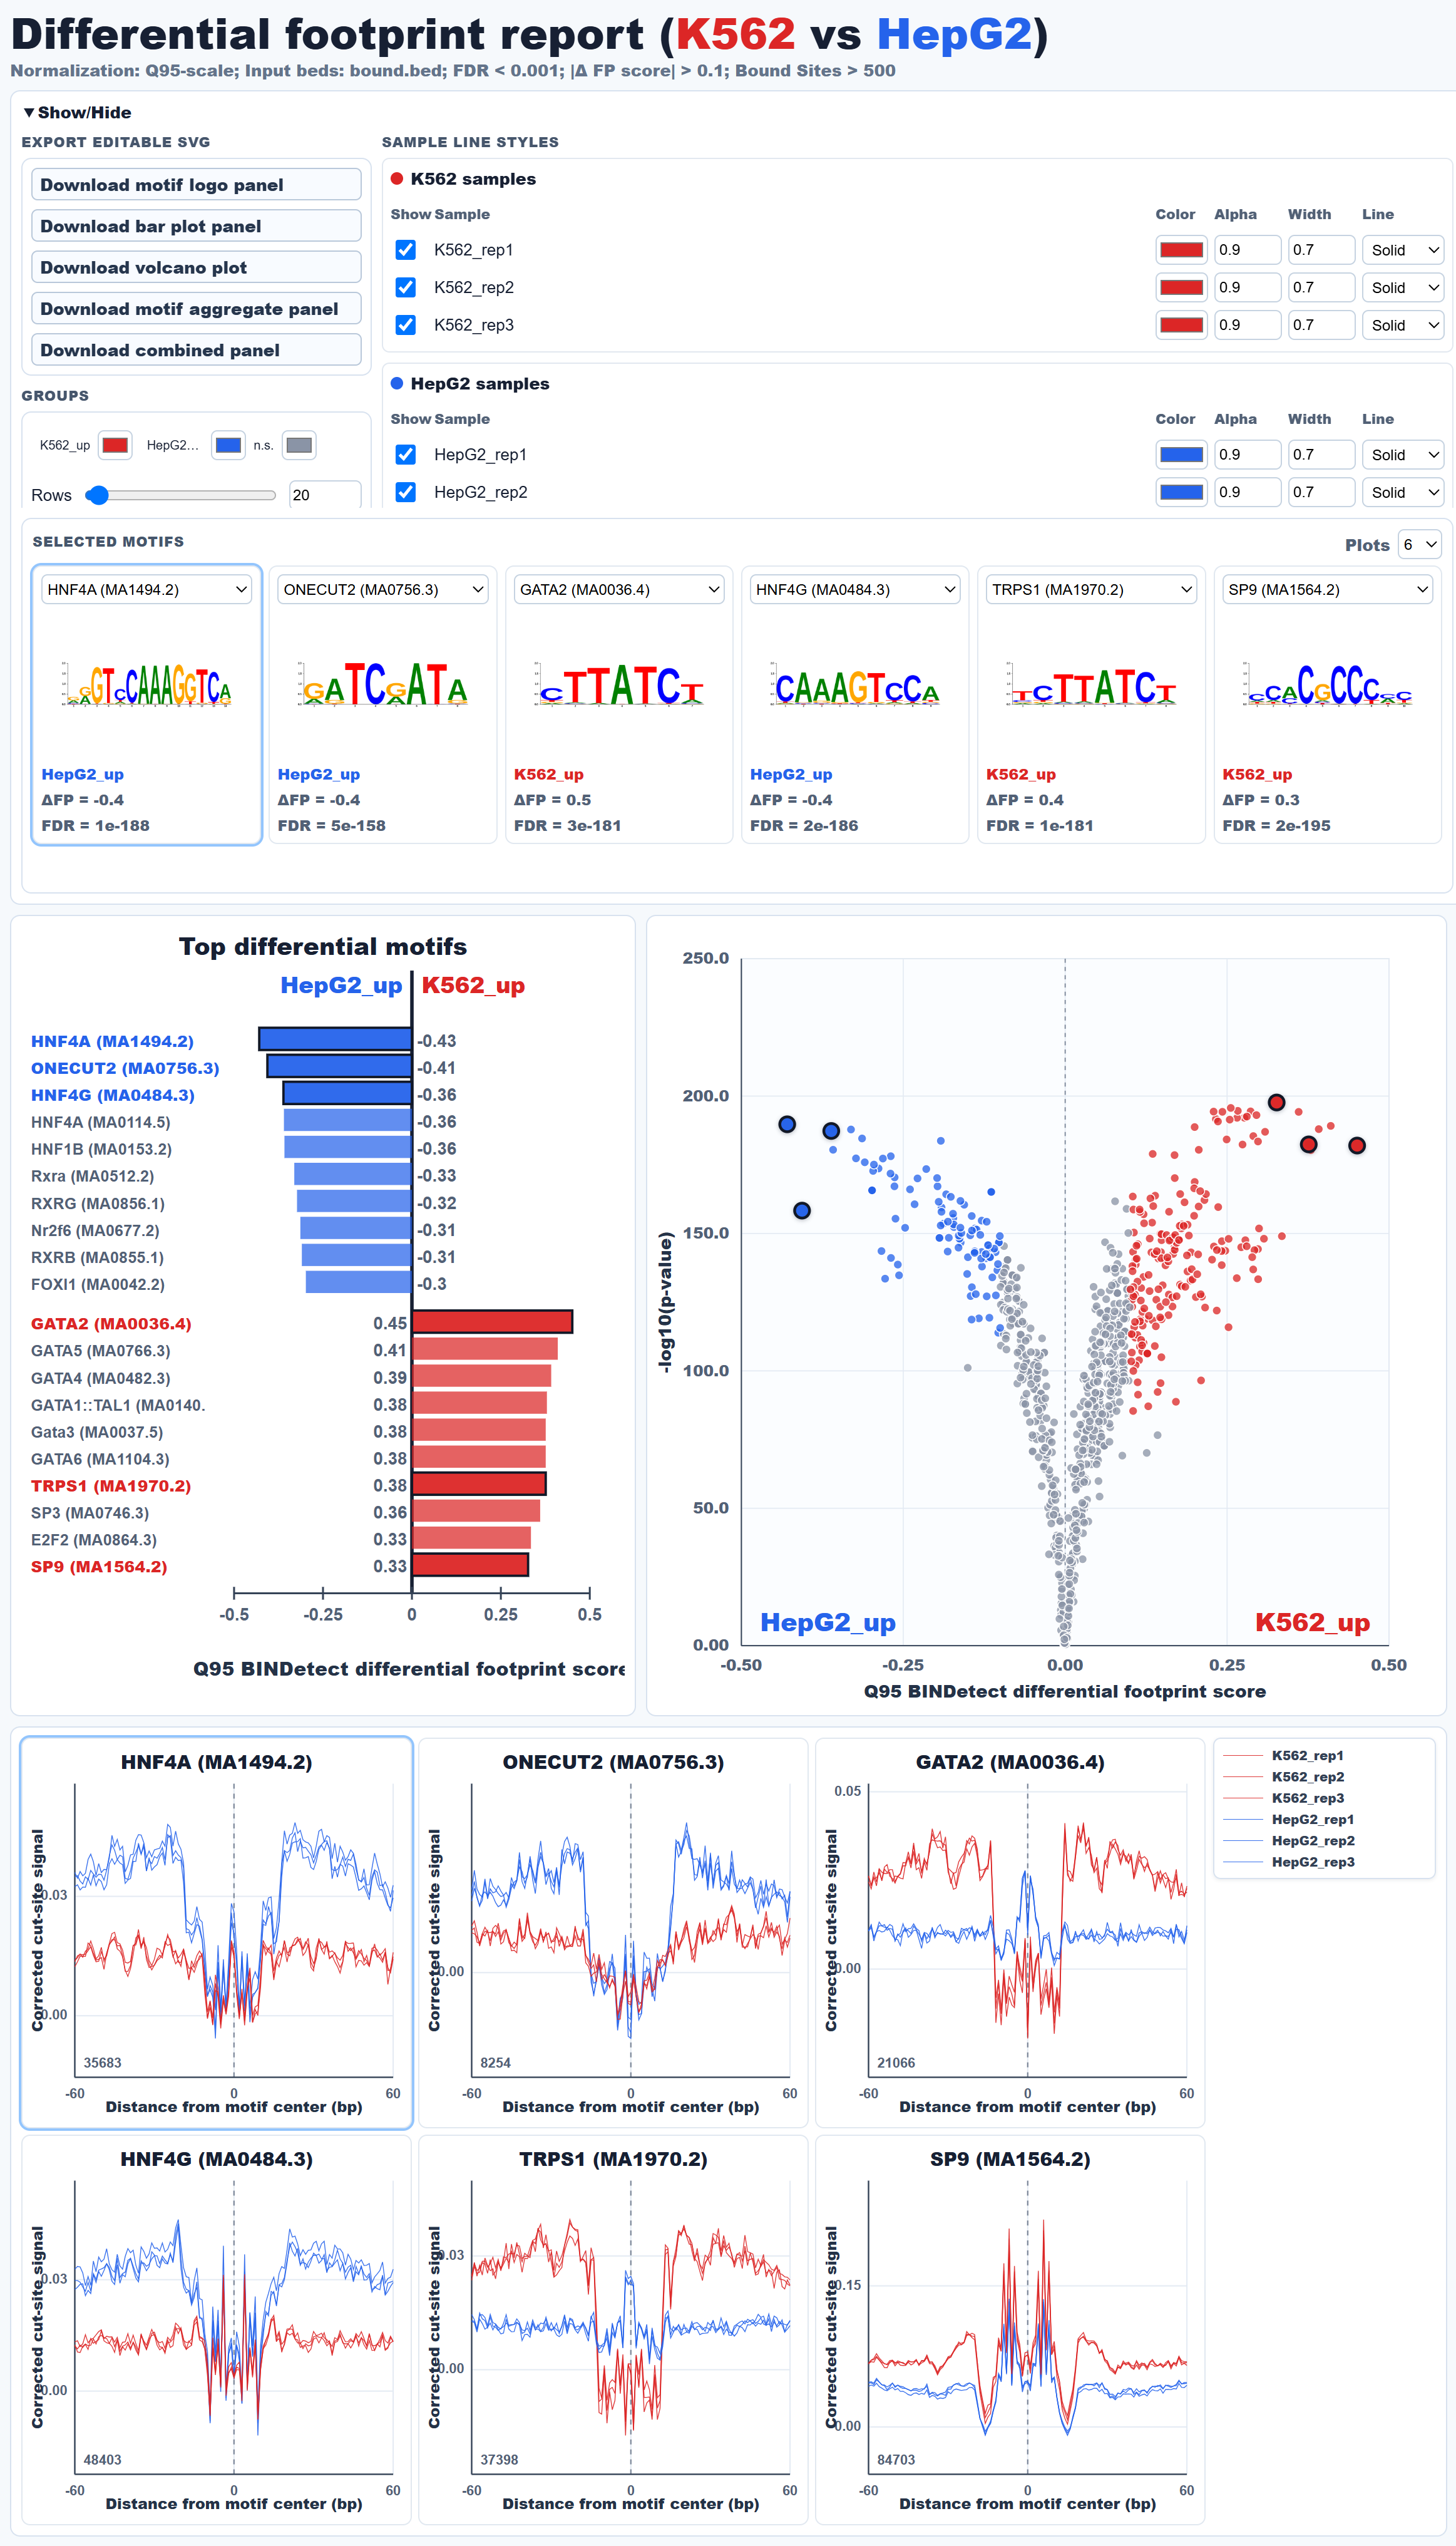 Differential footprint report (K562 vs HepG2)
Normalization: Q95-scale; Input beds: bound.bed; FDR < 0.001; |Δ FP score| > 0.1; Bound Sites > 500
▼Show/Hide
EXPORT EDITABLE SVG
Download motif logo panel
Download bar plot panel
Download volcano plot
Download motif aggregate panel
Download combined panel
GROUPS
K562_up HepG2... n.s.
Rows 20
SAMPLE LINE STYLES
K562 samples
Show Sample Color Alpha Width Line
K562_rep1 0.9 0.7 Solid
K562_rep2 0.9 0.7 Solid
K562_rep3 0.9 0.7 Solid
HepG2 samples
Show Sample Color Alpha Width Line
HepG2_rep1 0.9 0.7 Solid
HepG2_rep2 0.9 0.7 Solid
SELECTED MOTIFS
Plots 6
HNF4A (MA1494.2)
HepG2_up
ΔFP = -0.4
FDR = 1e-188
ONECUT2 (MA0756.3)
HepG2_up
ΔFP = -0.4
FDR = 5e-158
GATA2 (MA0036.4)
K562_up
ΔFP = 0.5
FDR = 3e-181
HNF4G (MA0484.3)
HepG2_up
ΔFP = -0.4
FDR = 2e-186
TRPS1 (MA1970.2)
K562_up
ΔFP = 0.4
FDR = 1e-181
SP9 (MA1564.2)
K562_up
ΔFP = 0.3
FDR = 2e-195
Top differential motifs
HepG2_up K562_up
HNF4A (MA1494.2) -0.43
ONECUT2 (MA0756.3) -0.41
HNF4G (MA0484.3) -0.36
HNF4A (MA0114.5) -0.36
HNF1B (MA0153.2) -0.36
Rxra (MA0512.2) -0.33
RXRG (MA0856.1) -0.32
Nr2f6 (MA0677.2) -0.31
RXRB (MA0855.1) -0.31
FOXI1 (MA0042.2) -0.3
GATA2 (MA0036.4) 0.45
GATA5 (MA0766.3) 0.41
GATA4 (MA0482.3) 0.39
GATA1::TAL1 (MA0140. 0.38
Gata3 (MA0037.5) 0.38
GATA6 (MA1104.3) 0.38
TRPS1 (MA1970.2) 0.38
SP3 (MA0746.3) 0.36
E2F2 (MA0864.3) 0.33
SP9 (MA1564.2) 0.33
-0.5 -0.25 0 0.25 0.5
Q95 BINDetect differential footprint score
250.0
200.0
150.0
100.0
50.0
0.00
-log10(p-value)
HepG2_up K562_up
-0.50 -0.25 0.00 0.25 0.50
Q95 BINDetect differential footprint score
HNF4A (MA1494.2)
Corrected cut-site signal
0.03
0.00
35683
-60 0 60
Distance from motif center (bp)
ONECUT2 (MA0756.3)
Corrected cut-site signal
0.00
8254
-60 0 60
Distance from motif center (bp)
GATA2 (MA0036.4)
Corrected cut-site signal
0.05
0.00
21066
-60 0 60
Distance from motif center (bp)
K562_rep1
K562_rep2
K562_rep3
HepG2_rep1
HepG2_rep2
HepG2_rep3
HNF4G (MA0484.3)
Corrected cut-site signal
0.03
0.00
48403
-60 0 60
Distance from motif center (bp)
TRPS1 (MA1970.2)
Corrected cut-site signal
0.03
0.00
37398
-60 0 60
Distance from motif center (bp)
SP9 (MA1564.2)
Corrected cut-site signal
0.15
0.00
84703
-60 0 60
Distance from motif center (bp)